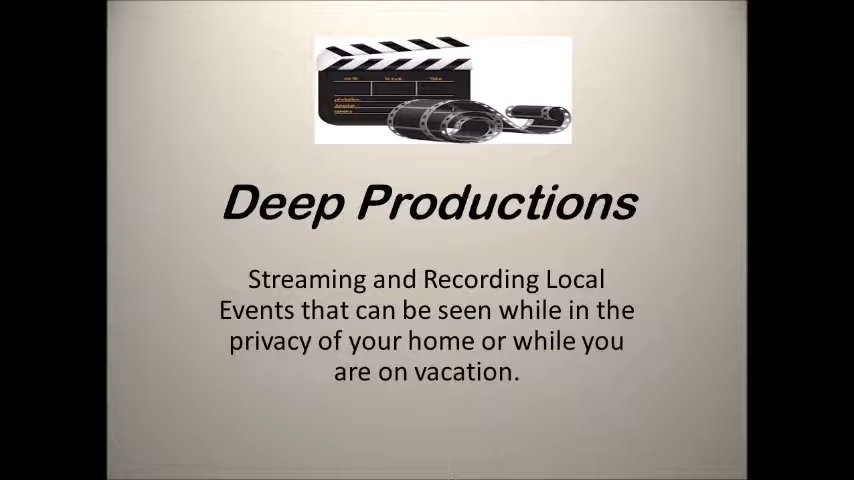 Deep Productions
Streaming and Recording Local
Events that can be seen while in the
privacy of your home or while you
are on vacation.